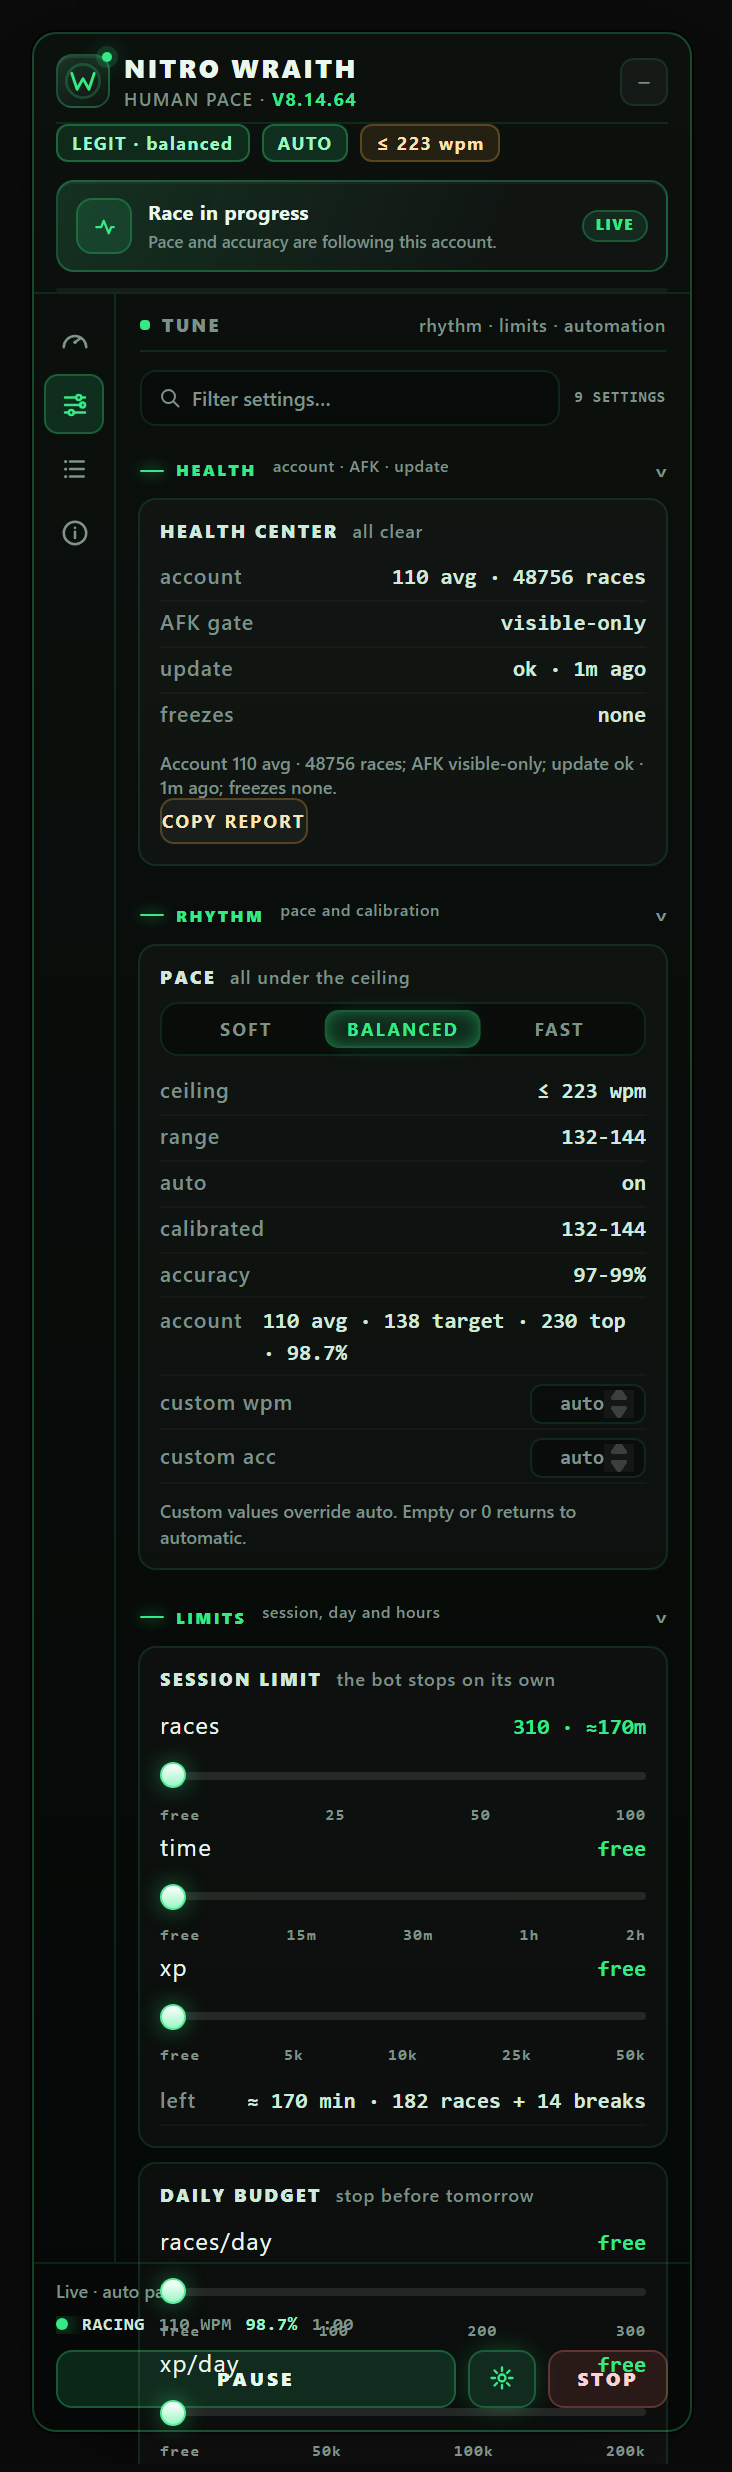 NITRO WRAITH
HUMAN PACE · V8.14.64
–
LEGIT · balanced
AUTO
≤ 223 wpm
Race in progress
Pace and accuracy are following this account.
LIVE
TUNE
rhythm · limits · automation
Filter settings...
9 SETTINGS
HEALTH account · AFK · update v
HEALTH CENTER all clear
account 110 avg · 48756 races
AFK gate visible-only
update ok · 1m ago
freezes none
Account 110 avg · 48756 races; AFK visible-only; update ok ·
1m ago; freezes none.
COPY REPORT
RHYTHM pace and calibration v
PACE all under the ceiling
SOFT BALANCED FAST
ceiling ≤ 223 wpm
range 132-144
auto on
calibrated 132-144
accuracy 97-99%
account 110 avg · 138 target · 230 top
· 98.7%
custom wpm auto
custom acc auto
Custom values override auto. Empty or 0 returns to
automatic.
LIMITS session, day and hours v
SESSION LIMIT the bot stops on its own
races 310 · ≈170m
free 25 50 100
time free
free 15m 30m 1h 2h
xp free
free 5k 10k 25k 50k
left ≈ 170 min · 182 races + 14 breaks
DAILY BUDGET stop before tomorrow
races/day free
Live · auto pa
RACING 110 WPM 98.7% 1:00
free 100 200 300
xp/day free
PAUSE
STOP
free 50k 100k 200k